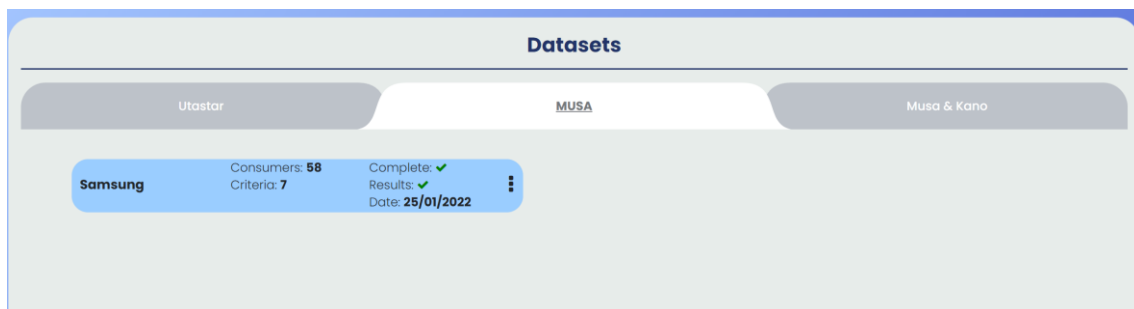 Datasets
Utastar
MUSA
Musa & Kano
Samsung
Consumers: 58
Criteria: 7
Complete: ✔
Results: ✔
Date: 25/01/2022